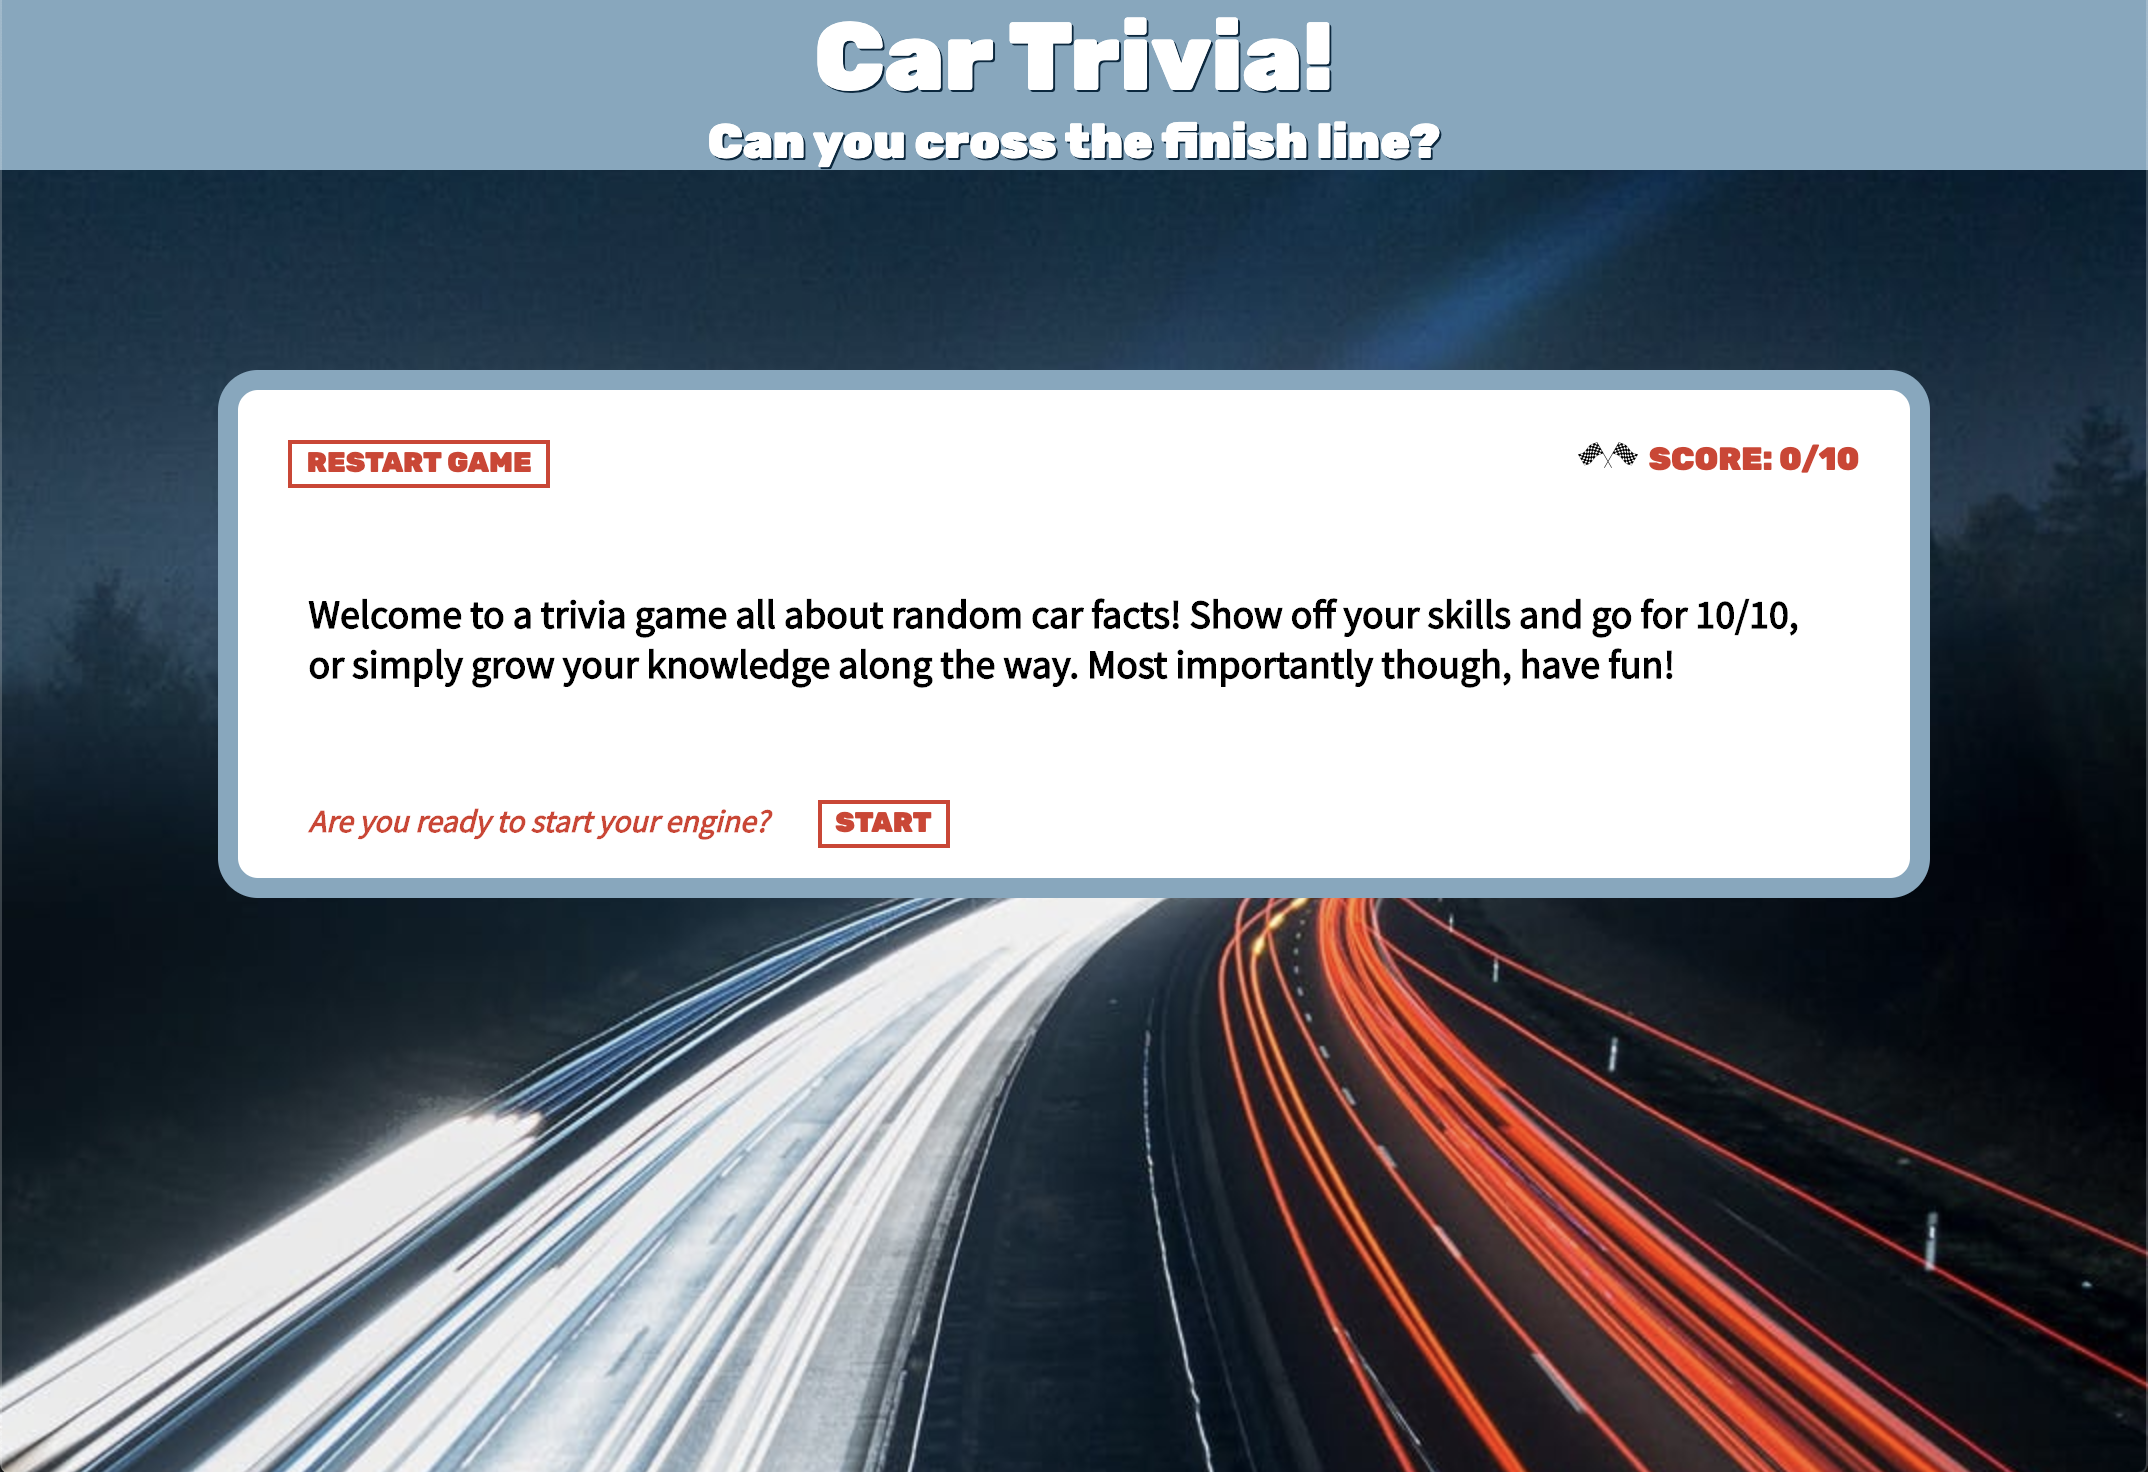 Car Trivia!
Can you cross the finish line?
RESTART GAME
SCORE: 0/10
Welcome to a trivia game all about random car facts! Show off your skills and go for 10/10,
or simply grow your knowledge along the way. Most importantly though, have fun!
Are you ready to start your engine?
START